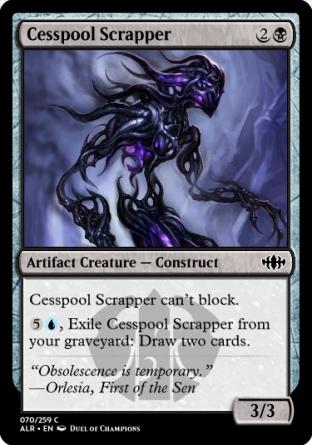 Cesspool Scrapper 2
Artifact Creature — Construct
Cesspool Scrapper can't block.
5, Exile Cesspool Scrapper from
your graveyard: Draw two cards.
"Obsolescence is temporary."
—Orlesia, First of the Sen
3/3
070/259 C
ALR • EN Duel of Champions